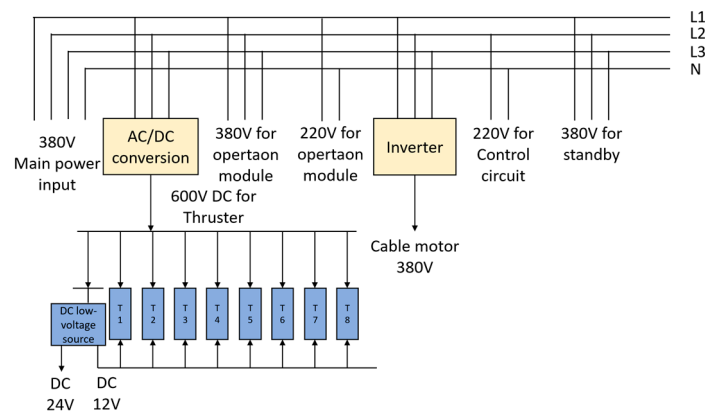 L1
L2
L3
N
380V
Main power
input
AC/DC
conversion
380V for
opertaon
module
220V for
opertaon
module
Inverter
220V for
Control
circuit
380V for
standby
600V DC for
Thruster
Cable motor
380V
DC low-
voltage
source
T
1
T
2
T
3
T
4
T
5
T
6
T
7
T
8
DC
24V
DC
12V